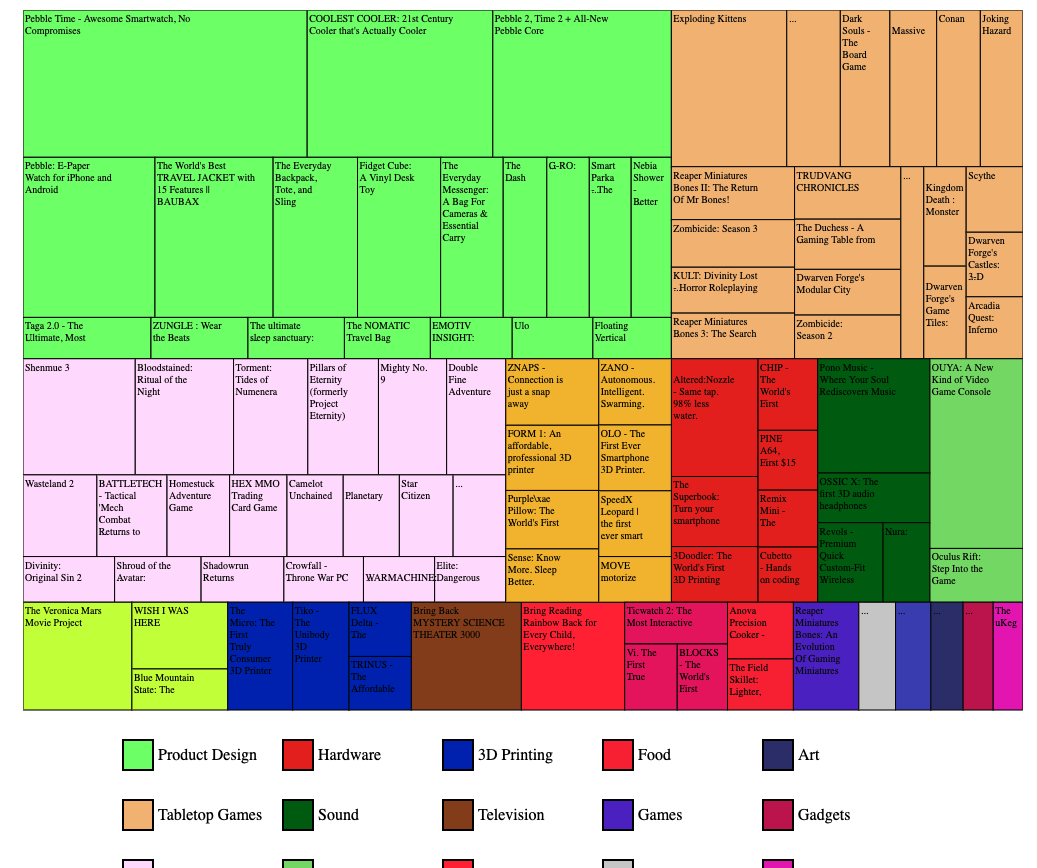 Pebble Time - Awesome Smartwatch, No
Compromises
COOLEST COOLER: 21st Century
Cooler that's Actually Cooler
Pebble 2, Time 2 + All-New
Pebble Core
Exploding Kittens
...
Dark
Souls -
The
Board
Game
Massive
Conan
Joking
Hazard
Pebble: E-Paper
Watch for iPhone and
Android
The World's Best
TRAVEL JACKET with
15 Features ||
BAUBAX
The Everyday
Backpack,
Tote, and
Sling
Fidget Cube:
A Vinyl Desk
Toy
The
Everyday
Messenger:
A Bag For
Cameras &
Essential
Carry
The
Dash
G-RO:
Smart
Parka
-..The
Nebia
Shower
-
Better
Reaper Miniatures
Bones II: The Return
Of Mr Bones!
TRUDVANG
CHRONICLES
...
Kingdom
Death :
Monster
Scythe
Zombicide: Season 3
The Duchess - A
Gaming Table from
Dwarven
Forge's
Castles:
3-D
KULT: Divinity Lost
-..Horror Roleplaying
Dwarven Forge's
Modular City
Dwarven
Forge's
Game
Tiles:
Arcadia
Quest:
Inferno
Reaper Miniatures
Bones 3: The Search
Zombicide:
Season 2
Taga 2.0 - The
Ultimate, Most
ZUNGLE : Wear
the Beats
The ultimate
sleep sanctuary:
The NOMATIC
Travel Bag
EMOTIV
INSIGHT:
Ulo
Floating
Vertical
Shenmue 3
Bloodstained:
Ritual of the
Night
Torment:
Tides of
Numenera
Pillars of
Eternity
(formerly
Project
Eternity)
Mighty No.
9
Double
Fine
Adventure
ZNAPS -
Connection is
just a snap
away
ZANO -
Autonomous.
Intelligent.
Swarming.
Altered:Nozzle
- Same tap.
98% less
water.
CHIP -
The
World's
First
Pono Music -
Where Your Soul
Rediscovers Music
OUYA: A New
Kind of Video
Game Console
FORM 1: An
affordable,
professional 3D
printer
OLO - The
First Ever
Smartphone
3D Printer.
PINE
A64,
First $15
Wasteland 2
BATTLETECH
- Tactical
'Mech
Combat
Returns to
Homestuck
Adventure
Game
HEX MMO
Trading
Card Game
Camelot
Unchained
Planetary
Star
Citizen
...
Purple\xae
Pillow: The
World's First
SpeedX
Leopard |
the first
ever smart
The
Superbook:
Turn your
smartphone
Remix
Mini -
The
OSSIC X: The
first 3D audio
headphones
Revols -
Premium
Quick
Custom-Fit
Wireless
Nura:
Divinity:
Original Sin 2
Shroud of the
Avatar:
Shadowrun
Returns
Crowfall -
Throne War PC
WARMACHINE:
Elite:
Dangerous
Sense: Know
More. Sleep
Better.
MOVE
motorize
3Doodler: The
World's First
3D Printing
Cubetto
- Hands
on coding
Oculus Rift:
Step Into the
Game
The Veronica Mars
Movie Project
WISH I WAS
HERE
Blue Mountain
State: The
The
Micro: The
First
Truly
Consumer
3D Printer
Tiko -
The
Unibody
3D
Printer
FLUX
Delta -
The
TRINUS -
The
Affordable
Bring Back
MYSTERY SCIENCE
THEATER 3000
Bring Reading
Rainbow Back for
Every Child,
Everywhere!
Ticwatch 2: The
Most Interactive
Vi. The
First
True
BLOCKS
- The
World's
First
Anova
Precision
Cooker -
The Field
Skillet:
Lighter,
Reaper
Miniatures
Bones: An
Evolution
Of Gaming
Miniatures
...
...
...
...
The
uKeg
Product Design
Hardware
3D Printing
Food
Art
Tabletop Games
Sound
Television
Games
Gadgets